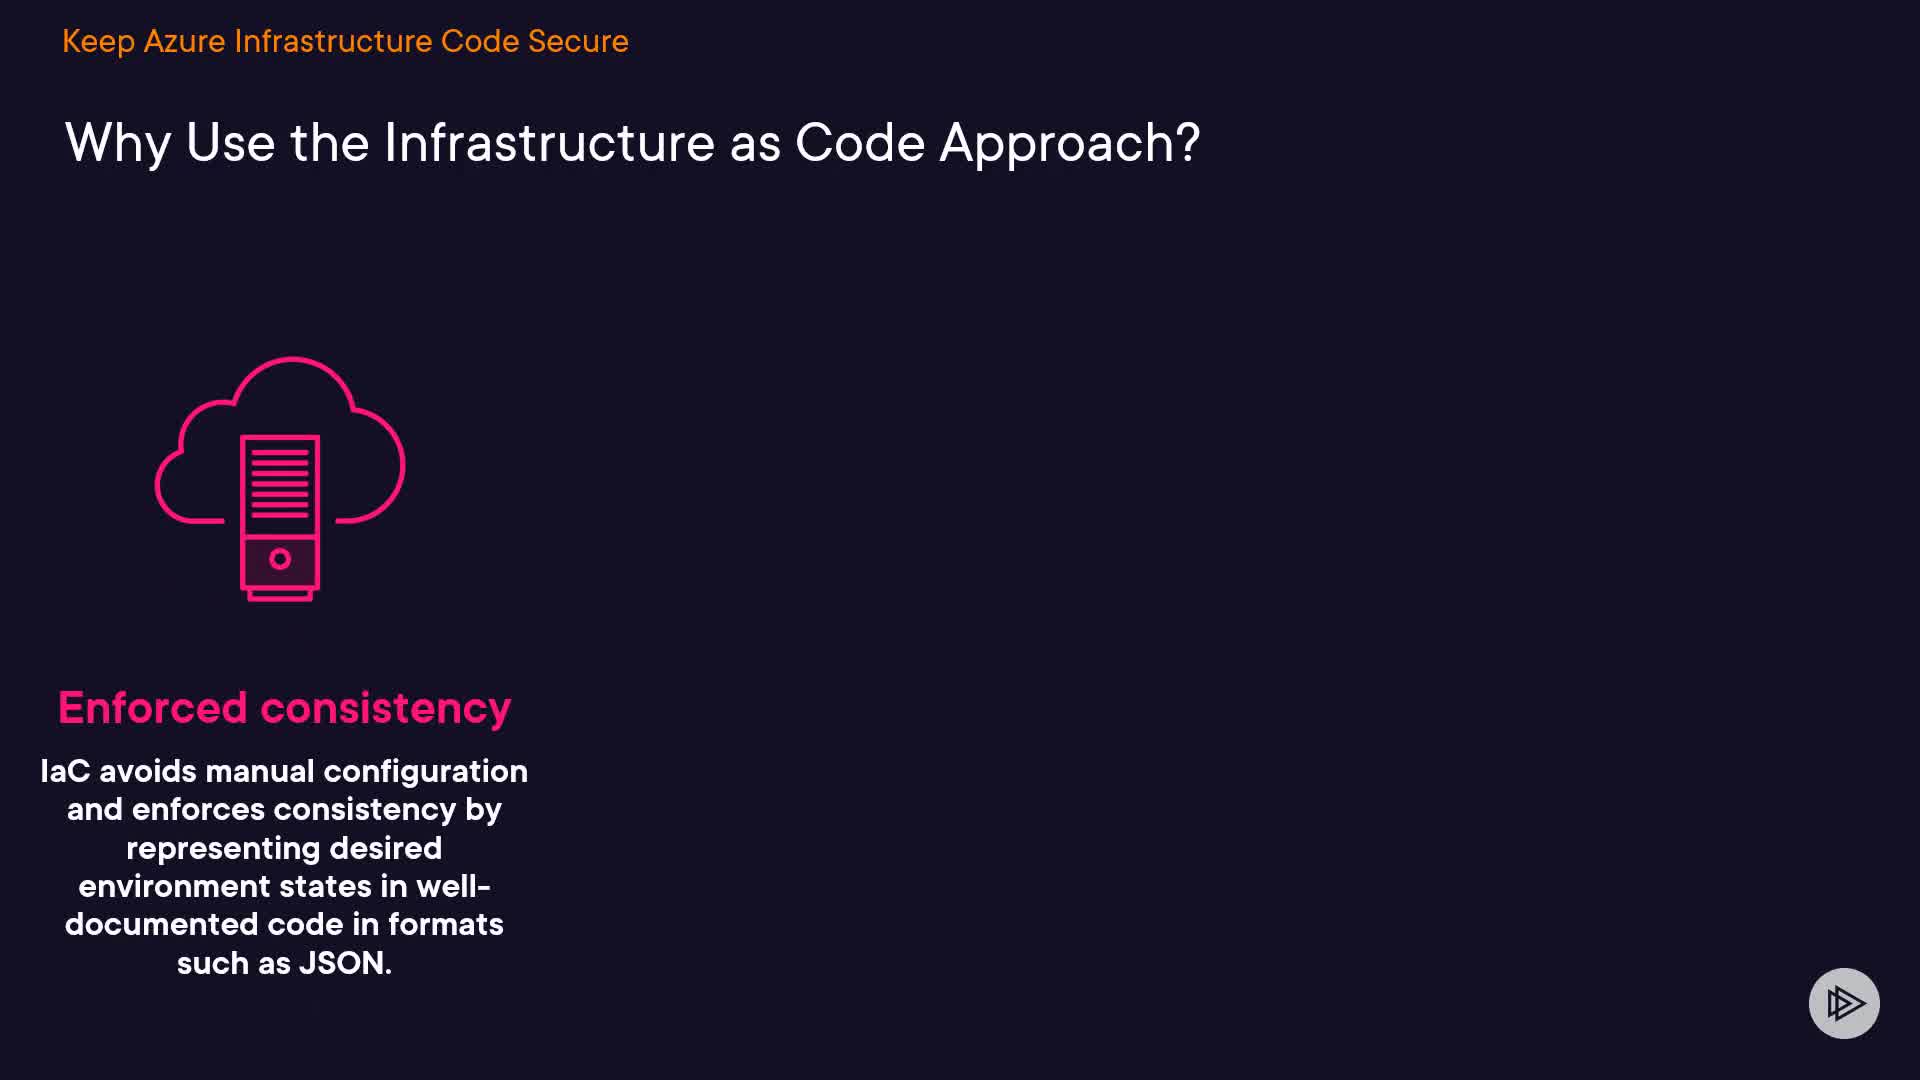 Keep Azure Infrastructure Code Secure
Why Use the Infrastructure as Code Approach?
Enforced consistency
IaC avoids manual configuration
and enforces consistency by
representing desired
environment states in well-
documented code in formats
such as JSON.